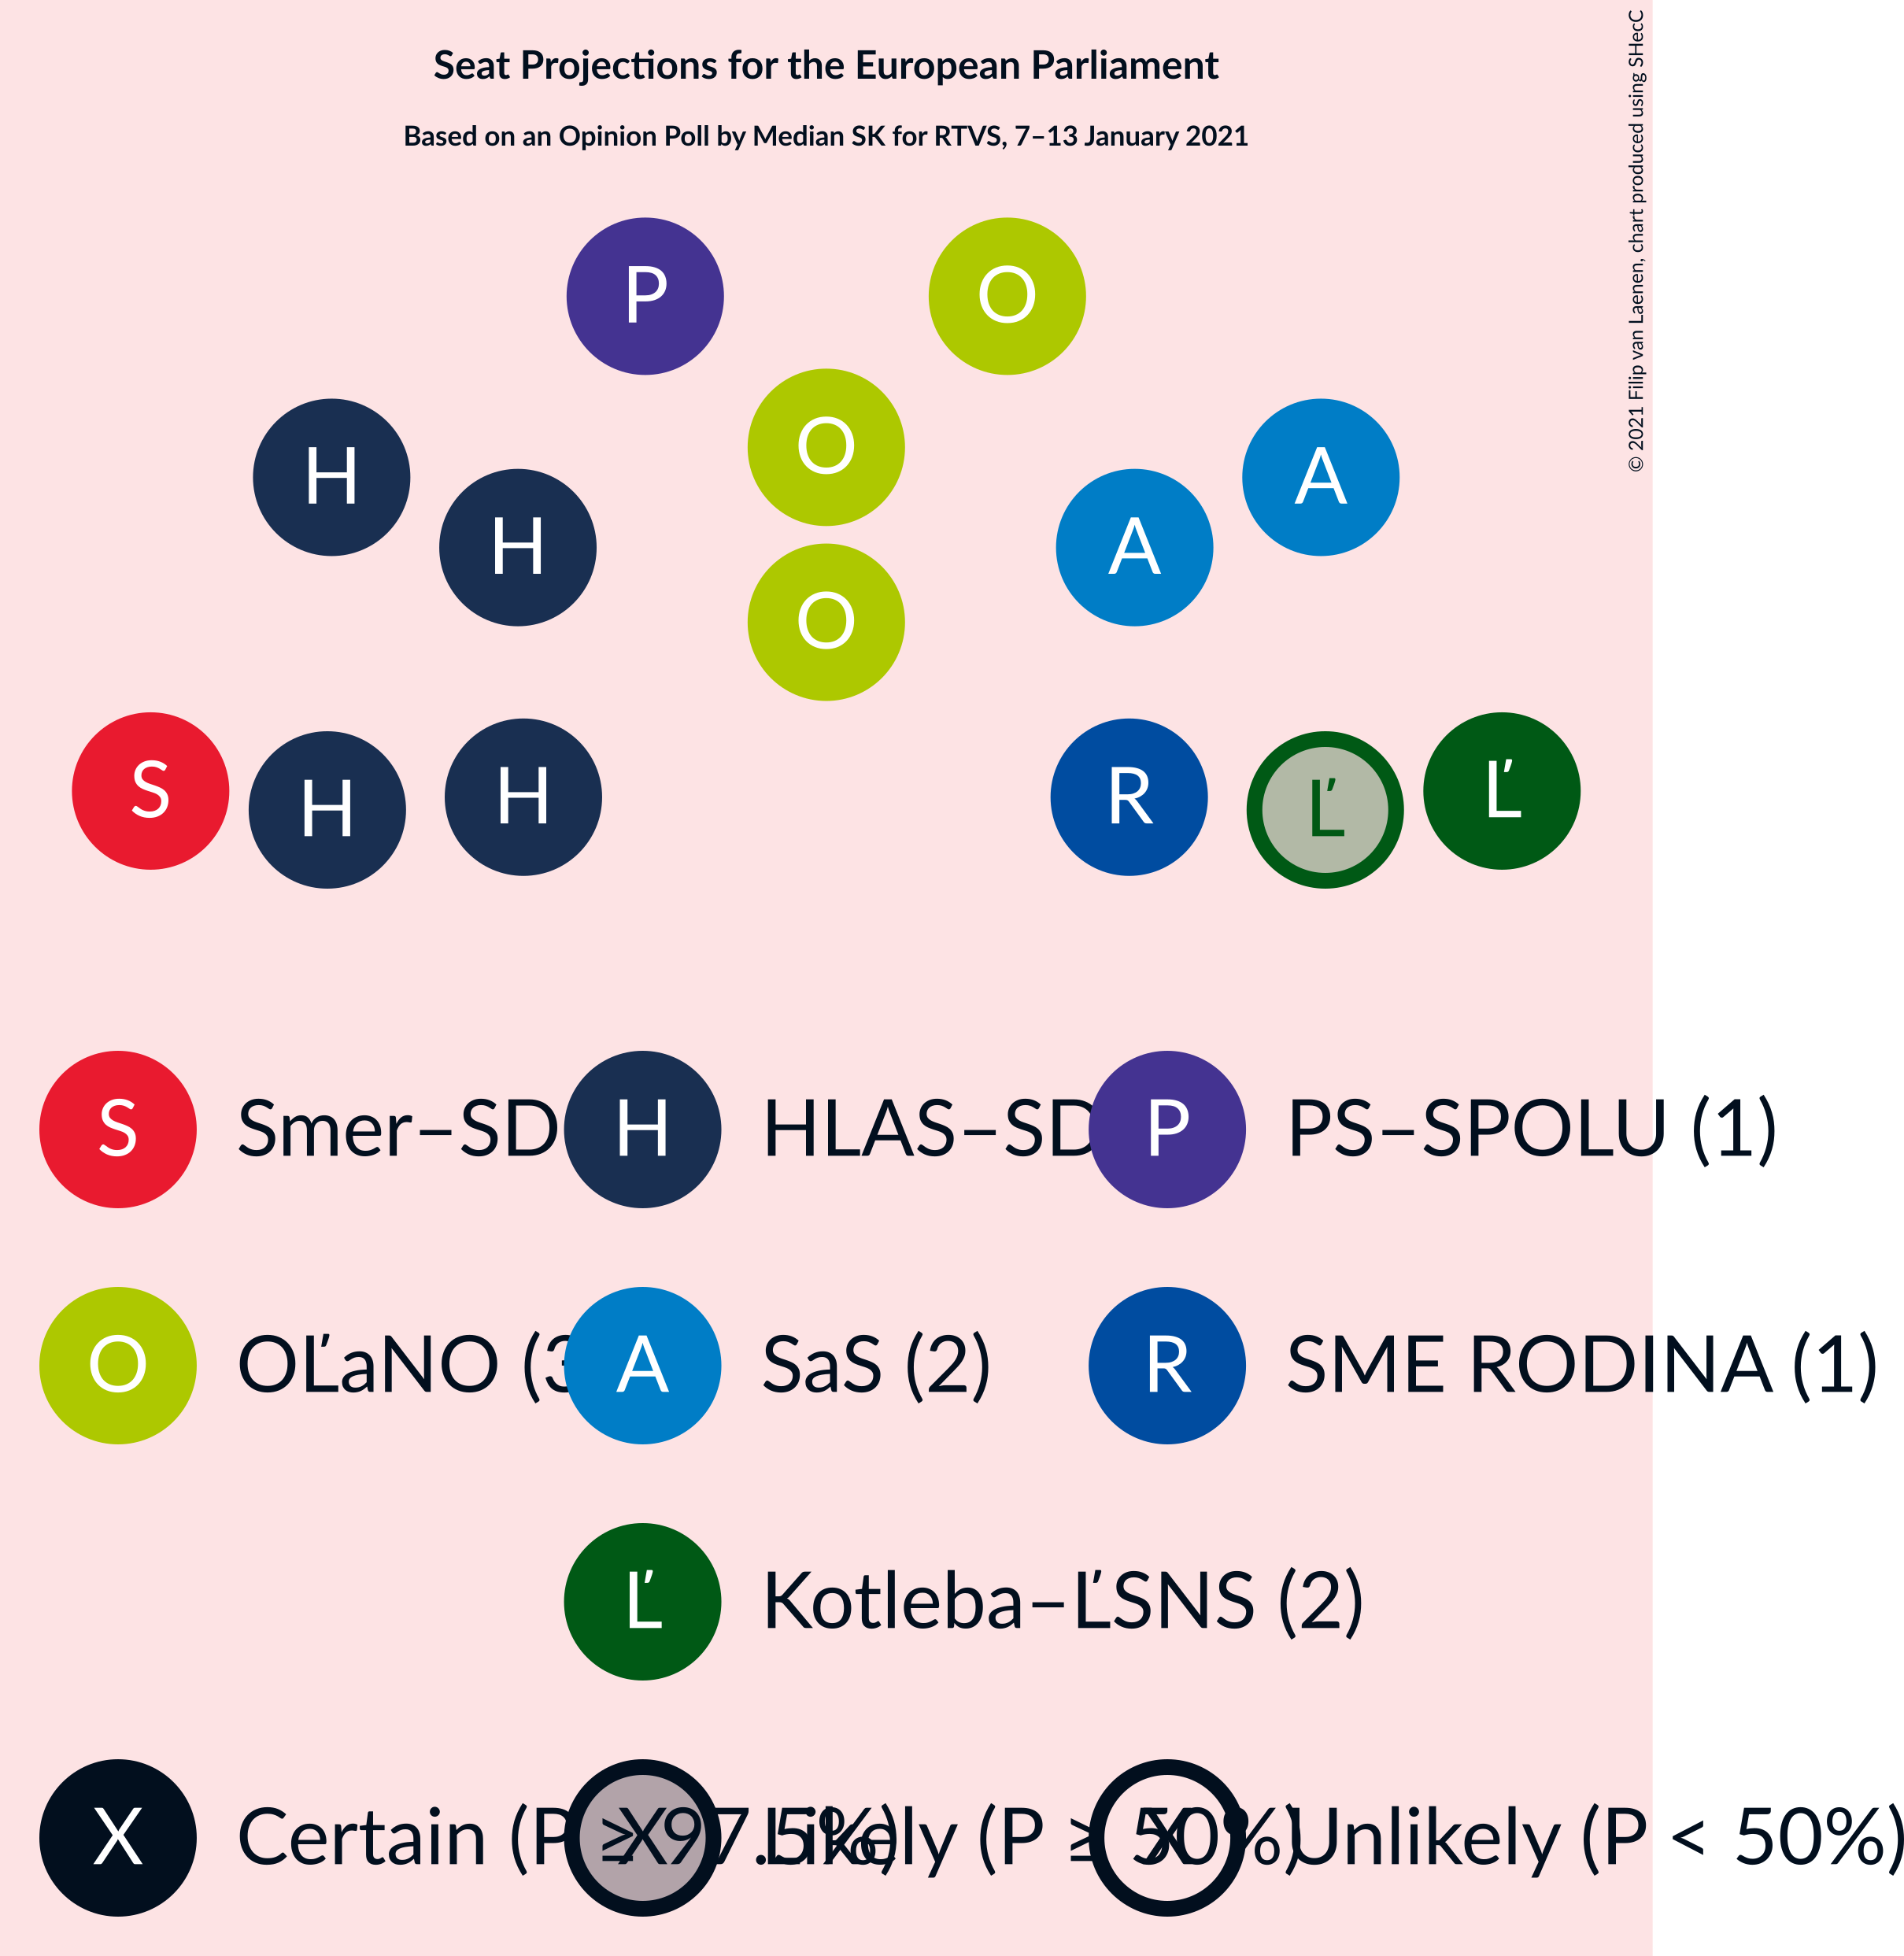 Seat Projections for the European Parliament
Based on an Opinion Poll by Median SK for RTVS, 7–13 January 2021
© 2021 Filip van Laenen, chart produced using SHecC
P O
O
H A
H A
O
S Ľ
H H R Ľ
S Smer–SD H HLAS–SD P PS–SPOLU (1)
O OĽaNO (3 A SaS (2) R SME RODINA (1)
Ľ Kotleba–ĽSNS (2)
X Certain (P ≥ 97.5%) X Likely (P ≥ 50%) X Unlikely (P < 50%)